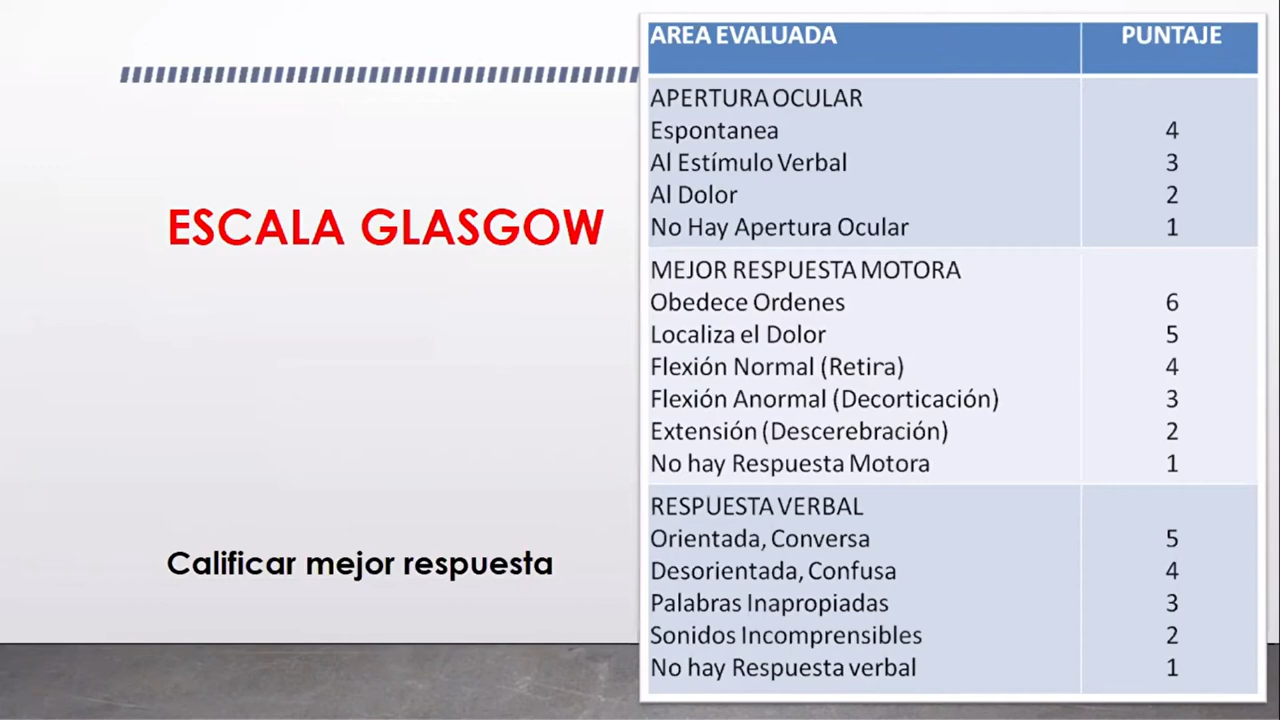 ESCALA GLASGOW
Calificar mejor respuesta
AREA EVALUADA PUNTAJE
APERTURA OCULAR
Espontanea 4
Al Estímulo Verbal 3
Al Dolor 2
No Hay Apertura Ocular 1
MEJOR RESPUESTA MOTORA
Obedece Ordenes 6
Localiza el Dolor 5
Flexión Normal (Retira) 4
Flexión Anormal (Decorticación) 3
Extensión (Descerebración) 2
No hay Respuesta Motora 1
RESPUESTA VERBAL
Orientada, Conversa 5
Desorientada, Confusa 4
Palabras Inapropiadas 3
Sonidos Incomprensibles 2
No hay Respuesta verbal 1